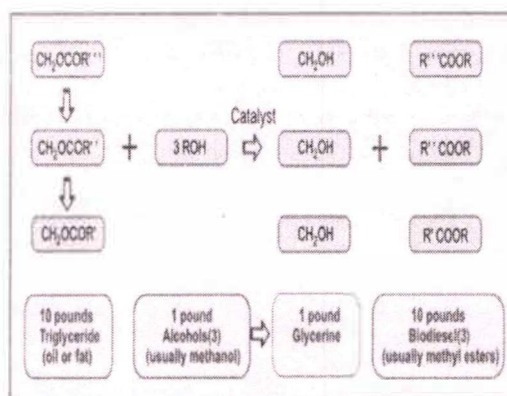 CH₂OCOR'''
CH₂OH
R'''COOR
Catalyst
CH₂OCOR''
+
3 ROH
CH₂OH
+
R''COOR
CH₂OCOR'
CH₂OH
R'COOR
10 pounds
Triglyceride
(oil or fat)
1 pound
Alcohols(3)
(usually methanol)
1 pound
Glycerine
10 pounds
Biodiesel(3)
(usually methyl esters)